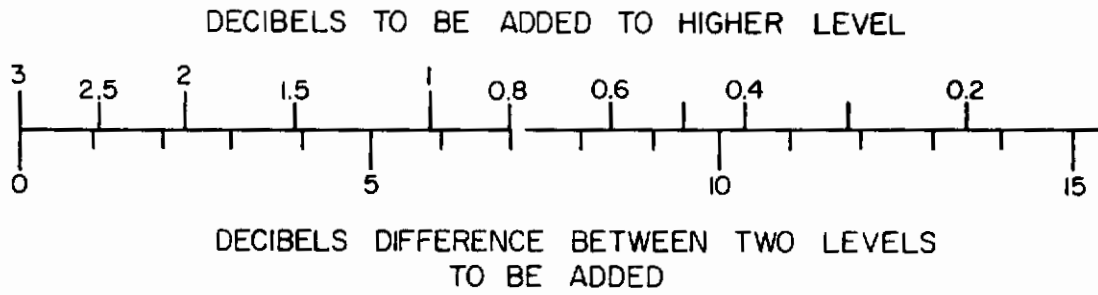 DECIBELS TO BE ADDED TO HIGHER LEVEL
3 2.5 2 1.5 1 0.8 0.6 0.4 0.2
0 5 10 15
DECIBELS DIFFERENCE BETWEEN TWO LEVELS
TO BE ADDED